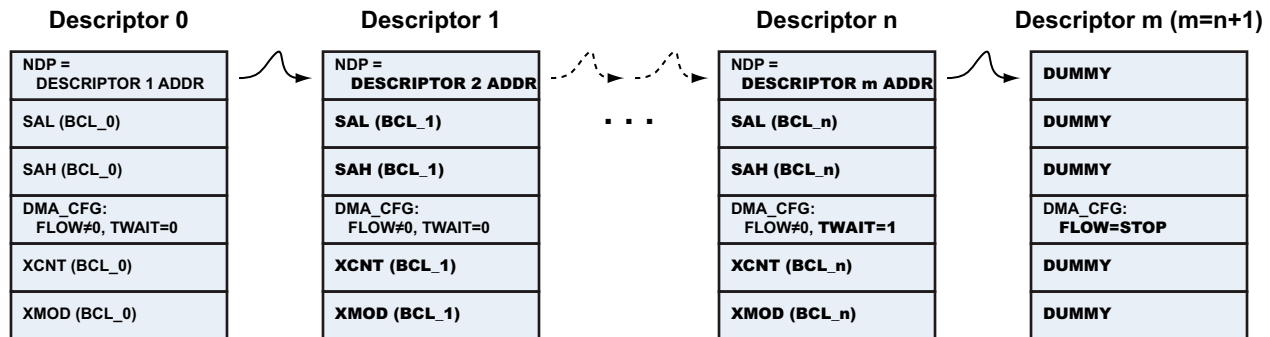 Descriptor 0
NDP =
DESCRIPTOR 1 ADDR
SAL (BCL_0)
SAH (BCL_0)
DMA_CFG:
FLOW≠0, TWAIT=0
XCNT (BCL_0)
XMOD (BCL_0)
Descriptor 1
NDP =
DESCRIPTOR 2 ADDR
SAL (BCL_1)
SAH (BCL_1)
DMA_CFG:
FLOW≠0, TWAIT=0
XCNT (BCL_1)
XMOD (BCL_1)
. . .
Descriptor n
NDP =
DESCRIPTOR m ADDR
SAL (BCL_n)
SAH (BCL_n)
DMA_CFG:
FLOW≠0, TWAIT=1
XCNT (BCL_n)
XMOD (BCL_n)
Descriptor m (m=n+1)
DUMMY
DUMMY
DUMMY
DMA_CFG:
FLOW=STOP
DUMMY
DUMMY